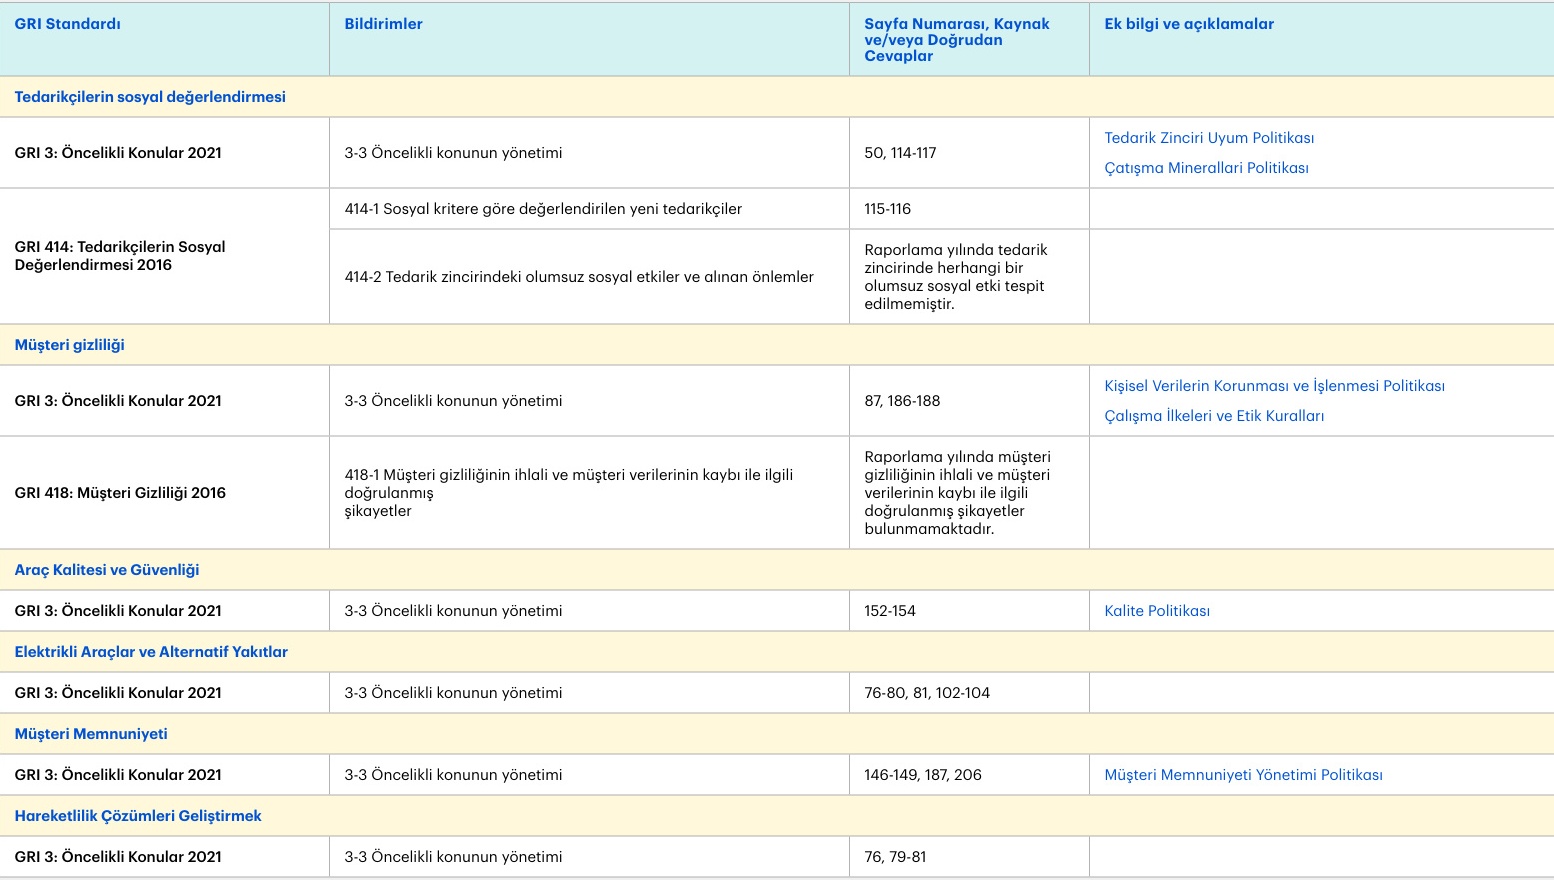 GRI Standardı
Bildirimler
Sayfa Numarası, Kaynak
ve/veya Doğrudan
Cevaplar
Ek bilgi ve açıklamalar
Tedarikçilerin sosyal değerlendirmesi
GRI 3: Öncelikli Konular 2021
3-3 Öncelikli konunun yönetimi
50, 114-117
Tedarik Zinciri Uyum Politikası
Çatışma Minerallari Politikası
GRI 414: Tedarikçilerin Sosyal
Değerlendirmesi 2016
414-1 Sosyal kritere göre değerlendirilen yeni tedarikçiler
115-116
414-2 Tedarik zincirindeki olumsuz sosyal etkiler ve alınan önlemler
Raporlama yılında tedarik
zincirinde herhangi bir
olumsuz sosyal etki tespit
edilmemiştir.
Müşteri gizliliği
GRI 3: Öncelikli Konular 2021
3-3 Öncelikli konunun yönetimi
87, 186-188
Kişisel Verilerin Korunması ve İşlenmesi Politikası
Çalışma İlkeleri ve Etik Kuralları
GRI 418: Müşteri Gizliliği 2016
418-1 Müşteri gizliliğinin ihlali ve müşteri verilerinin kaybı ile ilgili
doğrulanmış
şikayetler
Raporlama yılında müşteri
gizliliğinin ihlali ve müşteri
verilerinin kaybı ile ilgili
doğrulanmış şikayetler
bulunmamaktadır.
Araç Kalitesi ve Güvenliği
GRI 3: Öncelikli Konular 2021
3-3 Öncelikli konunun yönetimi
152-154
Kalite Politikası
Elektrikli Araçlar ve Alternatif Yakıtlar
GRI 3: Öncelikli Konular 2021
3-3 Öncelikli konunun yönetimi
76-80, 81, 102-104
Müşteri Memnuniyeti
GRI 3: Öncelikli Konular 2021
3-3 Öncelikli konunun yönetimi
146-149, 187, 206
Müşteri Memnuniyeti Yönetimi Politikası
Hareketlilik Çözümleri Geliştirmek
GRI 3: Öncelikli Konular 2021
3-3 Öncelikli konunun yönetimi
76, 79-81